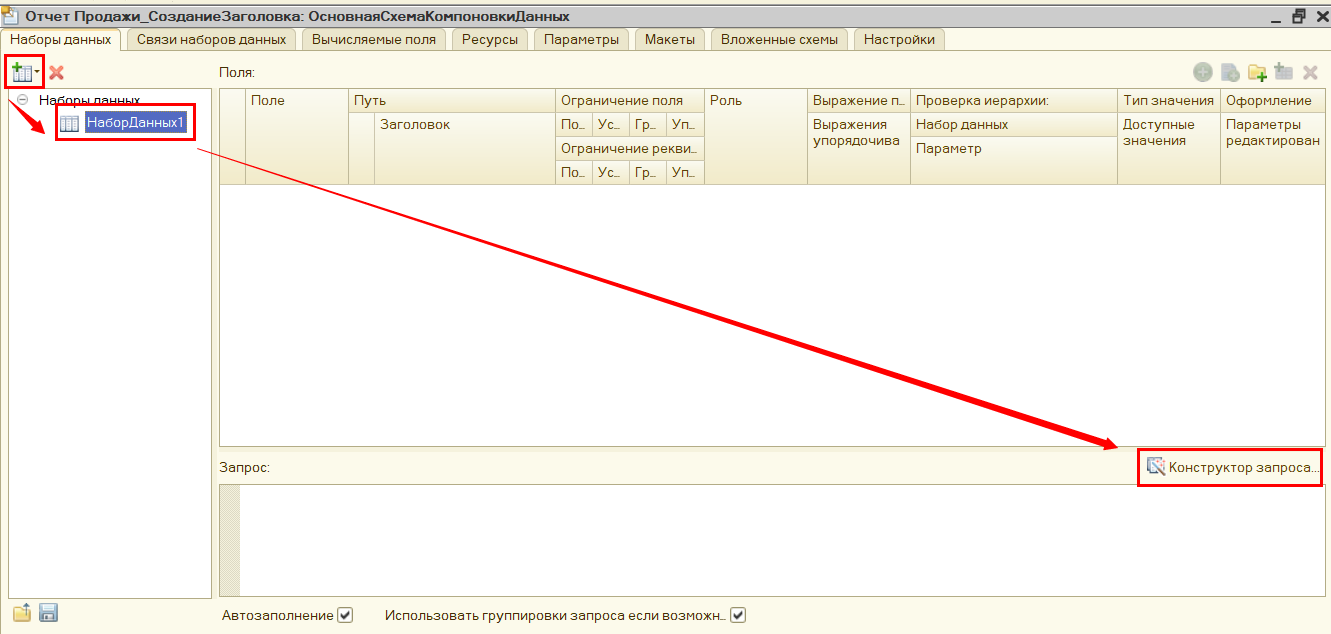 Отчет Продажи_СозданиеЗаголовка: ОсновнаяСхемаКомпоновкиДанных
Наборы данных Связи наборов данных Вычисляемые поля Ресурсы Параметры Макеты Вложенные схемы Настройки
Поля:
Наборы данных
НаборДанных1
Поле Путь Ограничение поля Роль Выражение п... Проверка иерархии: Тип значения Оформление
Заголовок По... Ус... Гр... Уп... Выражения упорядочива Набор данных Доступные значения Параметры редактирован
Ограничение рекви... Параметр
По... Ус... Гр... Уп...
Запрос:
Конструктор запроса...
Автозаполнение Использовать группировки запроса если возможн...